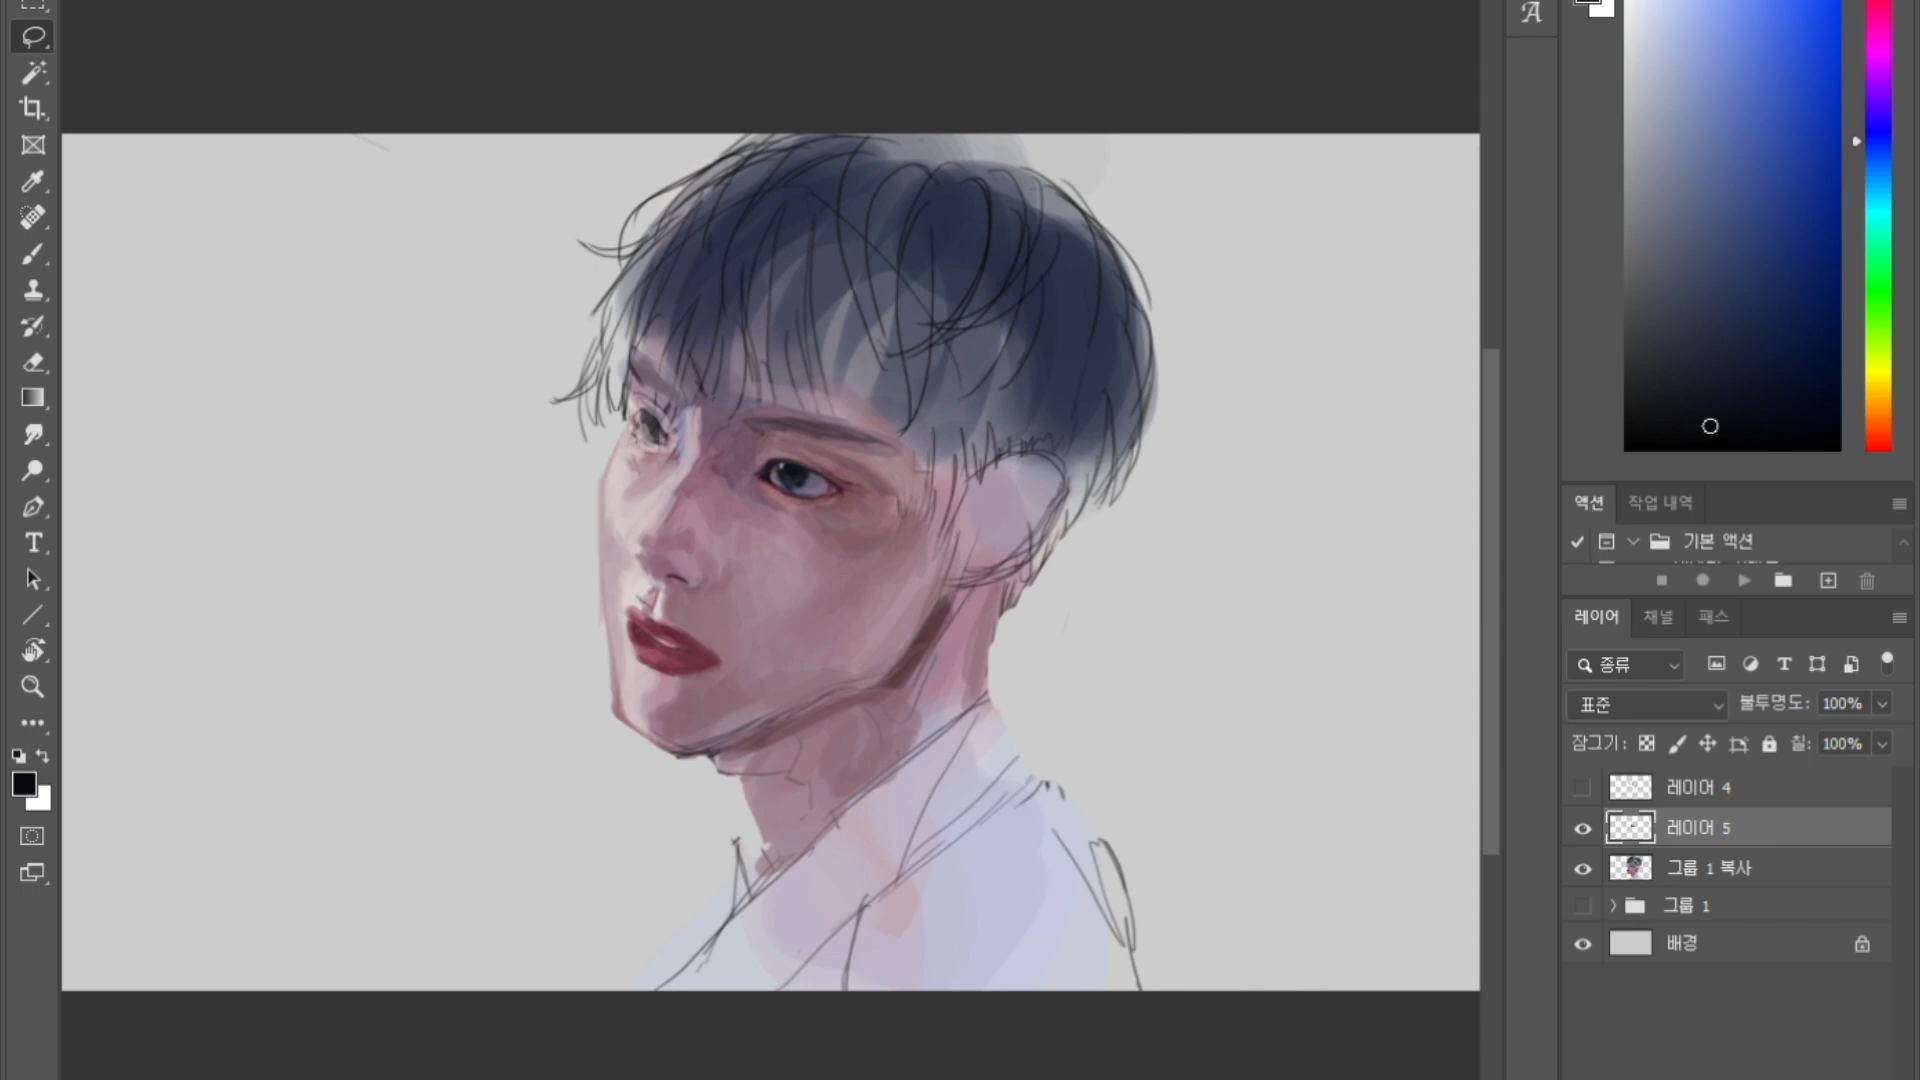 액션 작업 내역
기본 액션
레이어 채널 패스
종류
표준 불투명도: 100%
잠그기: 칠: 100%
레이어 4
레이어 5
그룹 1 복사
그룹 1
배경